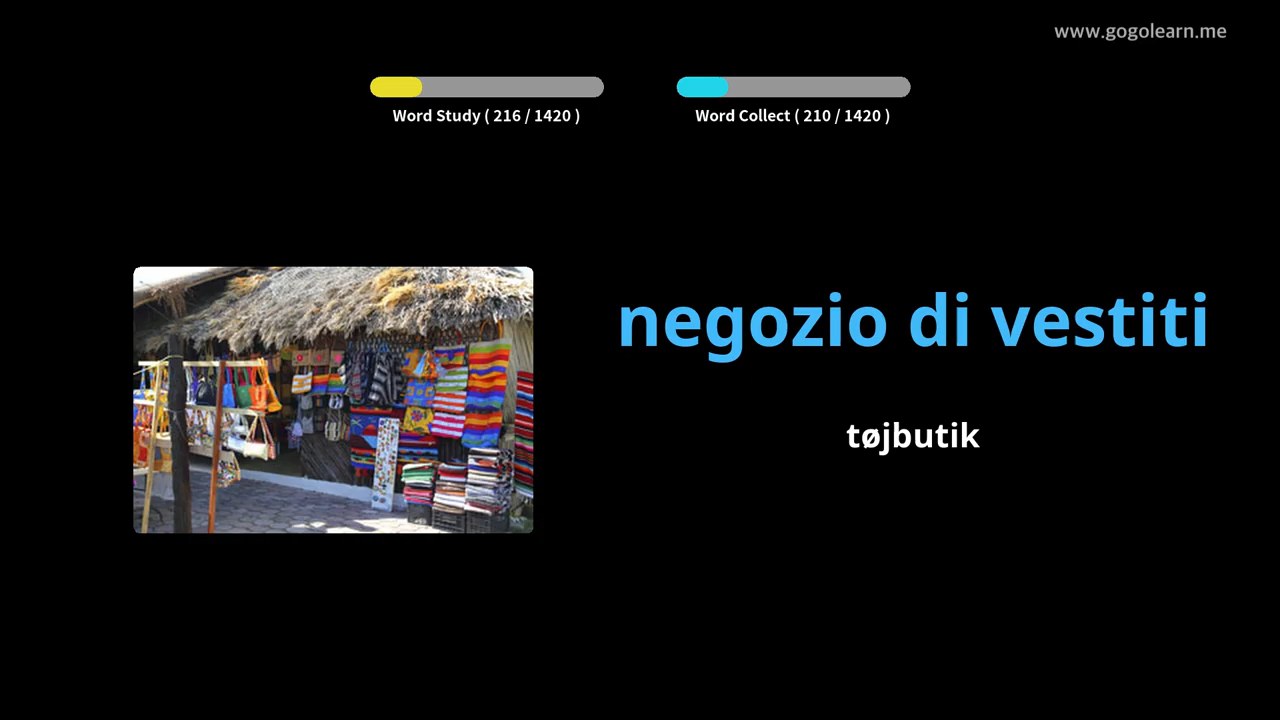 www.gogolearn.me
Word Study ( 216 / 1420 )
Word Collect ( 210 / 1420 )
negozio di vestiti
tøjbutik